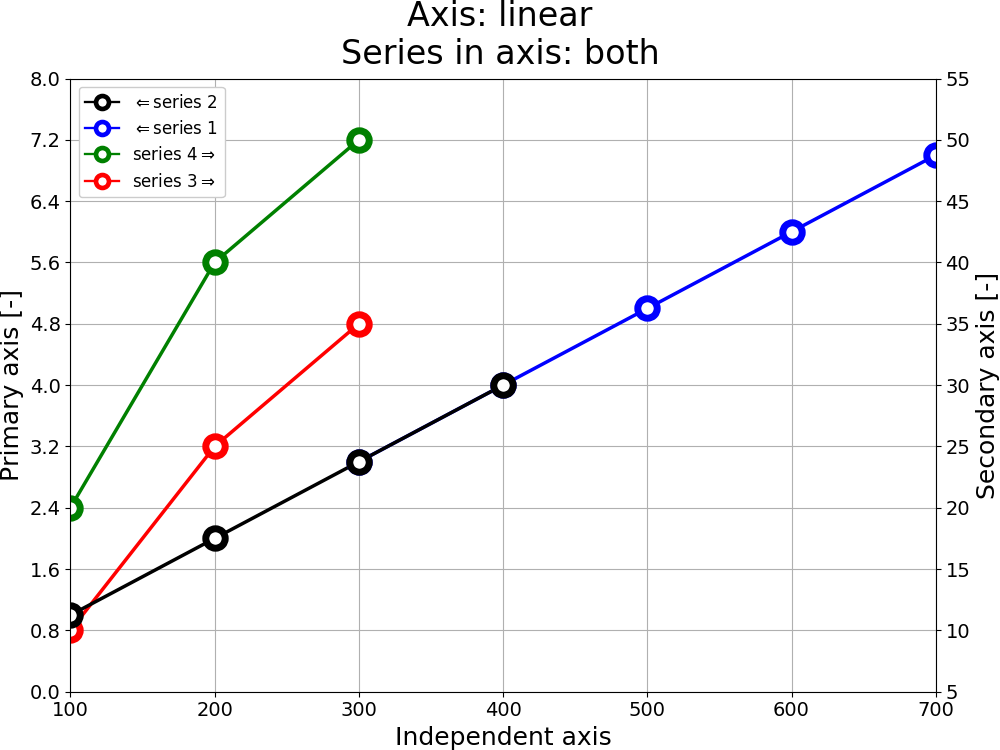 Axis: linear
Series in axis: both
⇐series 2
⇐series 1
series 4⇒
series 3⇒
8.0
7.2
6.4
5.6
4.8
4.0
3.2
2.4
1.6
0.8
0.0
Primary axis [-]
55
50
45
40
35
30
25
20
15
10
5
Secondary axis [-]
100 200 300 400 500 600 700
Independent axis